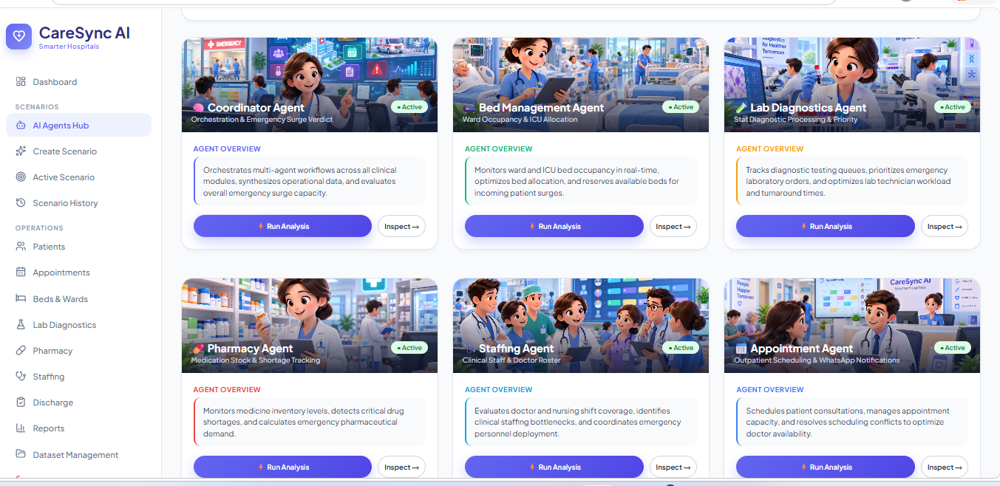 CareSync AI
Smarter Hospitals
Dashboard
SCENARIOS
AI Agents Hub
Create Scenario
Active Scenario
Scenario History
OPERATIONS
Patients
Appointments
Beds & Wards
Lab Diagnostics
Pharmacy
Staffing
Discharge
Reports
Dataset Management
EMERGENCY
Coordinator Agent
Active
Orchestration & Emergency Surge Verdict
AGENT OVERVIEW
Orchestrates multi-agent workflows across all clinical
modules, synthesizes operational data, and evaluates
overall emergency surge capacity.
Run Analysis
Inspect→
Bed Management Agent
Active
Ward Occupancy & ICU Allocation
AGENT OVERVIEW
Monitors ward and ICU bed occupancy in real-time,
optimizes bed allocation, and reserves available beds for
incoming patient surges.
Run Analysis
Inspect→
Diagnostics
for Healthier
Tomorrows
Lab Diagnostics Agent
Active
Stat Diagnostic Processing & Priority
AGENT OVERVIEW
Tracks diagnostic testing queues, prioritizes emergency
laboratory orders, and optimizes lab technician workload
and turnaround times.
Run Analysis
Inspect→
Pharmacy Agent
Active
Medication Stock & Shortage Tracking
AGENT OVERVIEW
Monitors medicine inventory levels, detects critical drug
shortages, and calculates emergency pharmaceutical
demand.
Run Analysis
Inspect→
Staffing Agent
Active
Clinical Staff & Doctor Roster
AGENT OVERVIEW
Evaluates doctor and nursing shift coverage, identifies
clinical staffing bottlenecks, and coordinates emergency
personnel deployment.
Run Analysis
Inspect→
People
Happier
Tomorrows
Appointments
CareSync AI
Smarter Hospitals
Appointment Agent
Active
Outpatient Scheduling & WhatsApp Notifications
AGENT OVERVIEW
Schedules patient consultations, manages appointment
capacity, and resolves scheduling conflicts to optimize
doctor availability.
Run Analysis
Inspect→